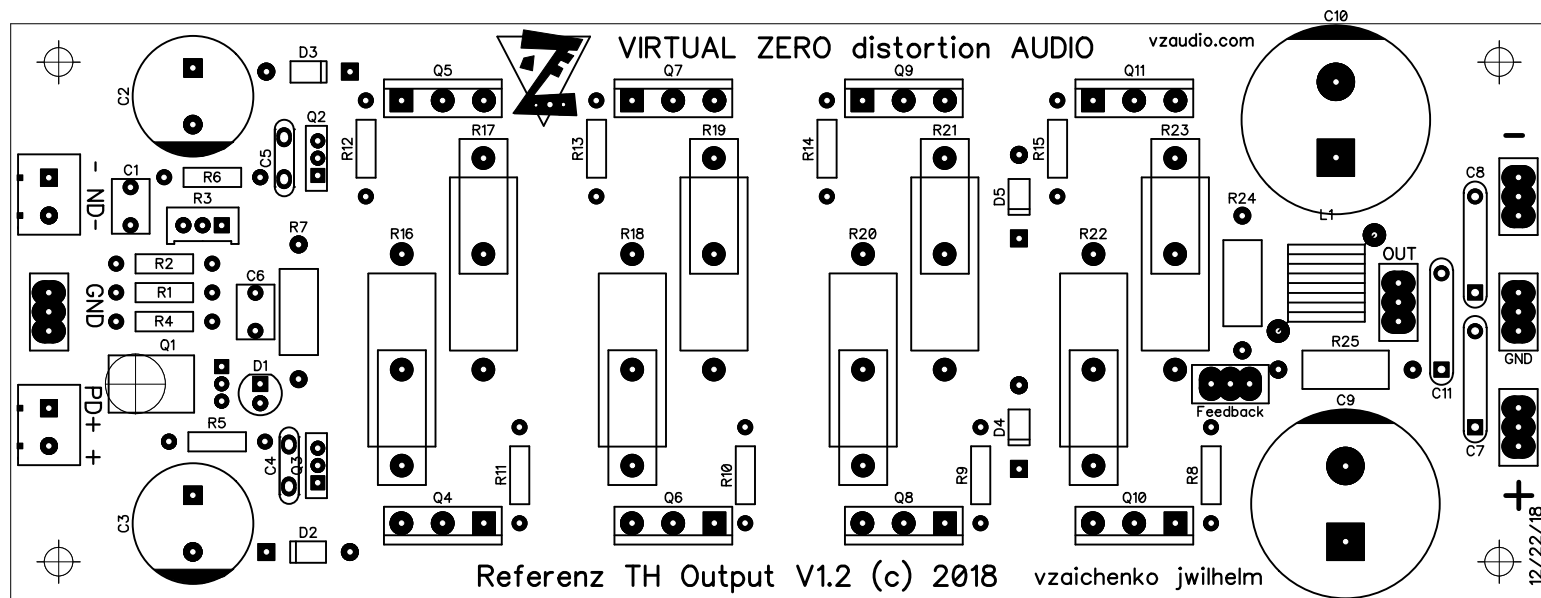 C10
VIRTUAL ZERO distortion AUDIO
vzaudio.com
D3
Q5
Q7
Q9
Q11
C2
Q2
C5
R12
R17
R13
R19
R14
R21
R15
R23
-
- ND-
C1
R6
R3
D5
C8
R7
R16
R18
R20
R22
R24
L1
OUT
R2
R1
R4
GND
C6
Q1
D1
R25
GND
PD+ +
R5
C4
Q3
R11
R10
R9
D4
R8
Feedback
C9
C11
C7
Q4
Q6
Q8
Q10
+
C3
D2
Referenz TH Output V1.2 (c) 2018
vzaichenko jwilhelm
12/22/18